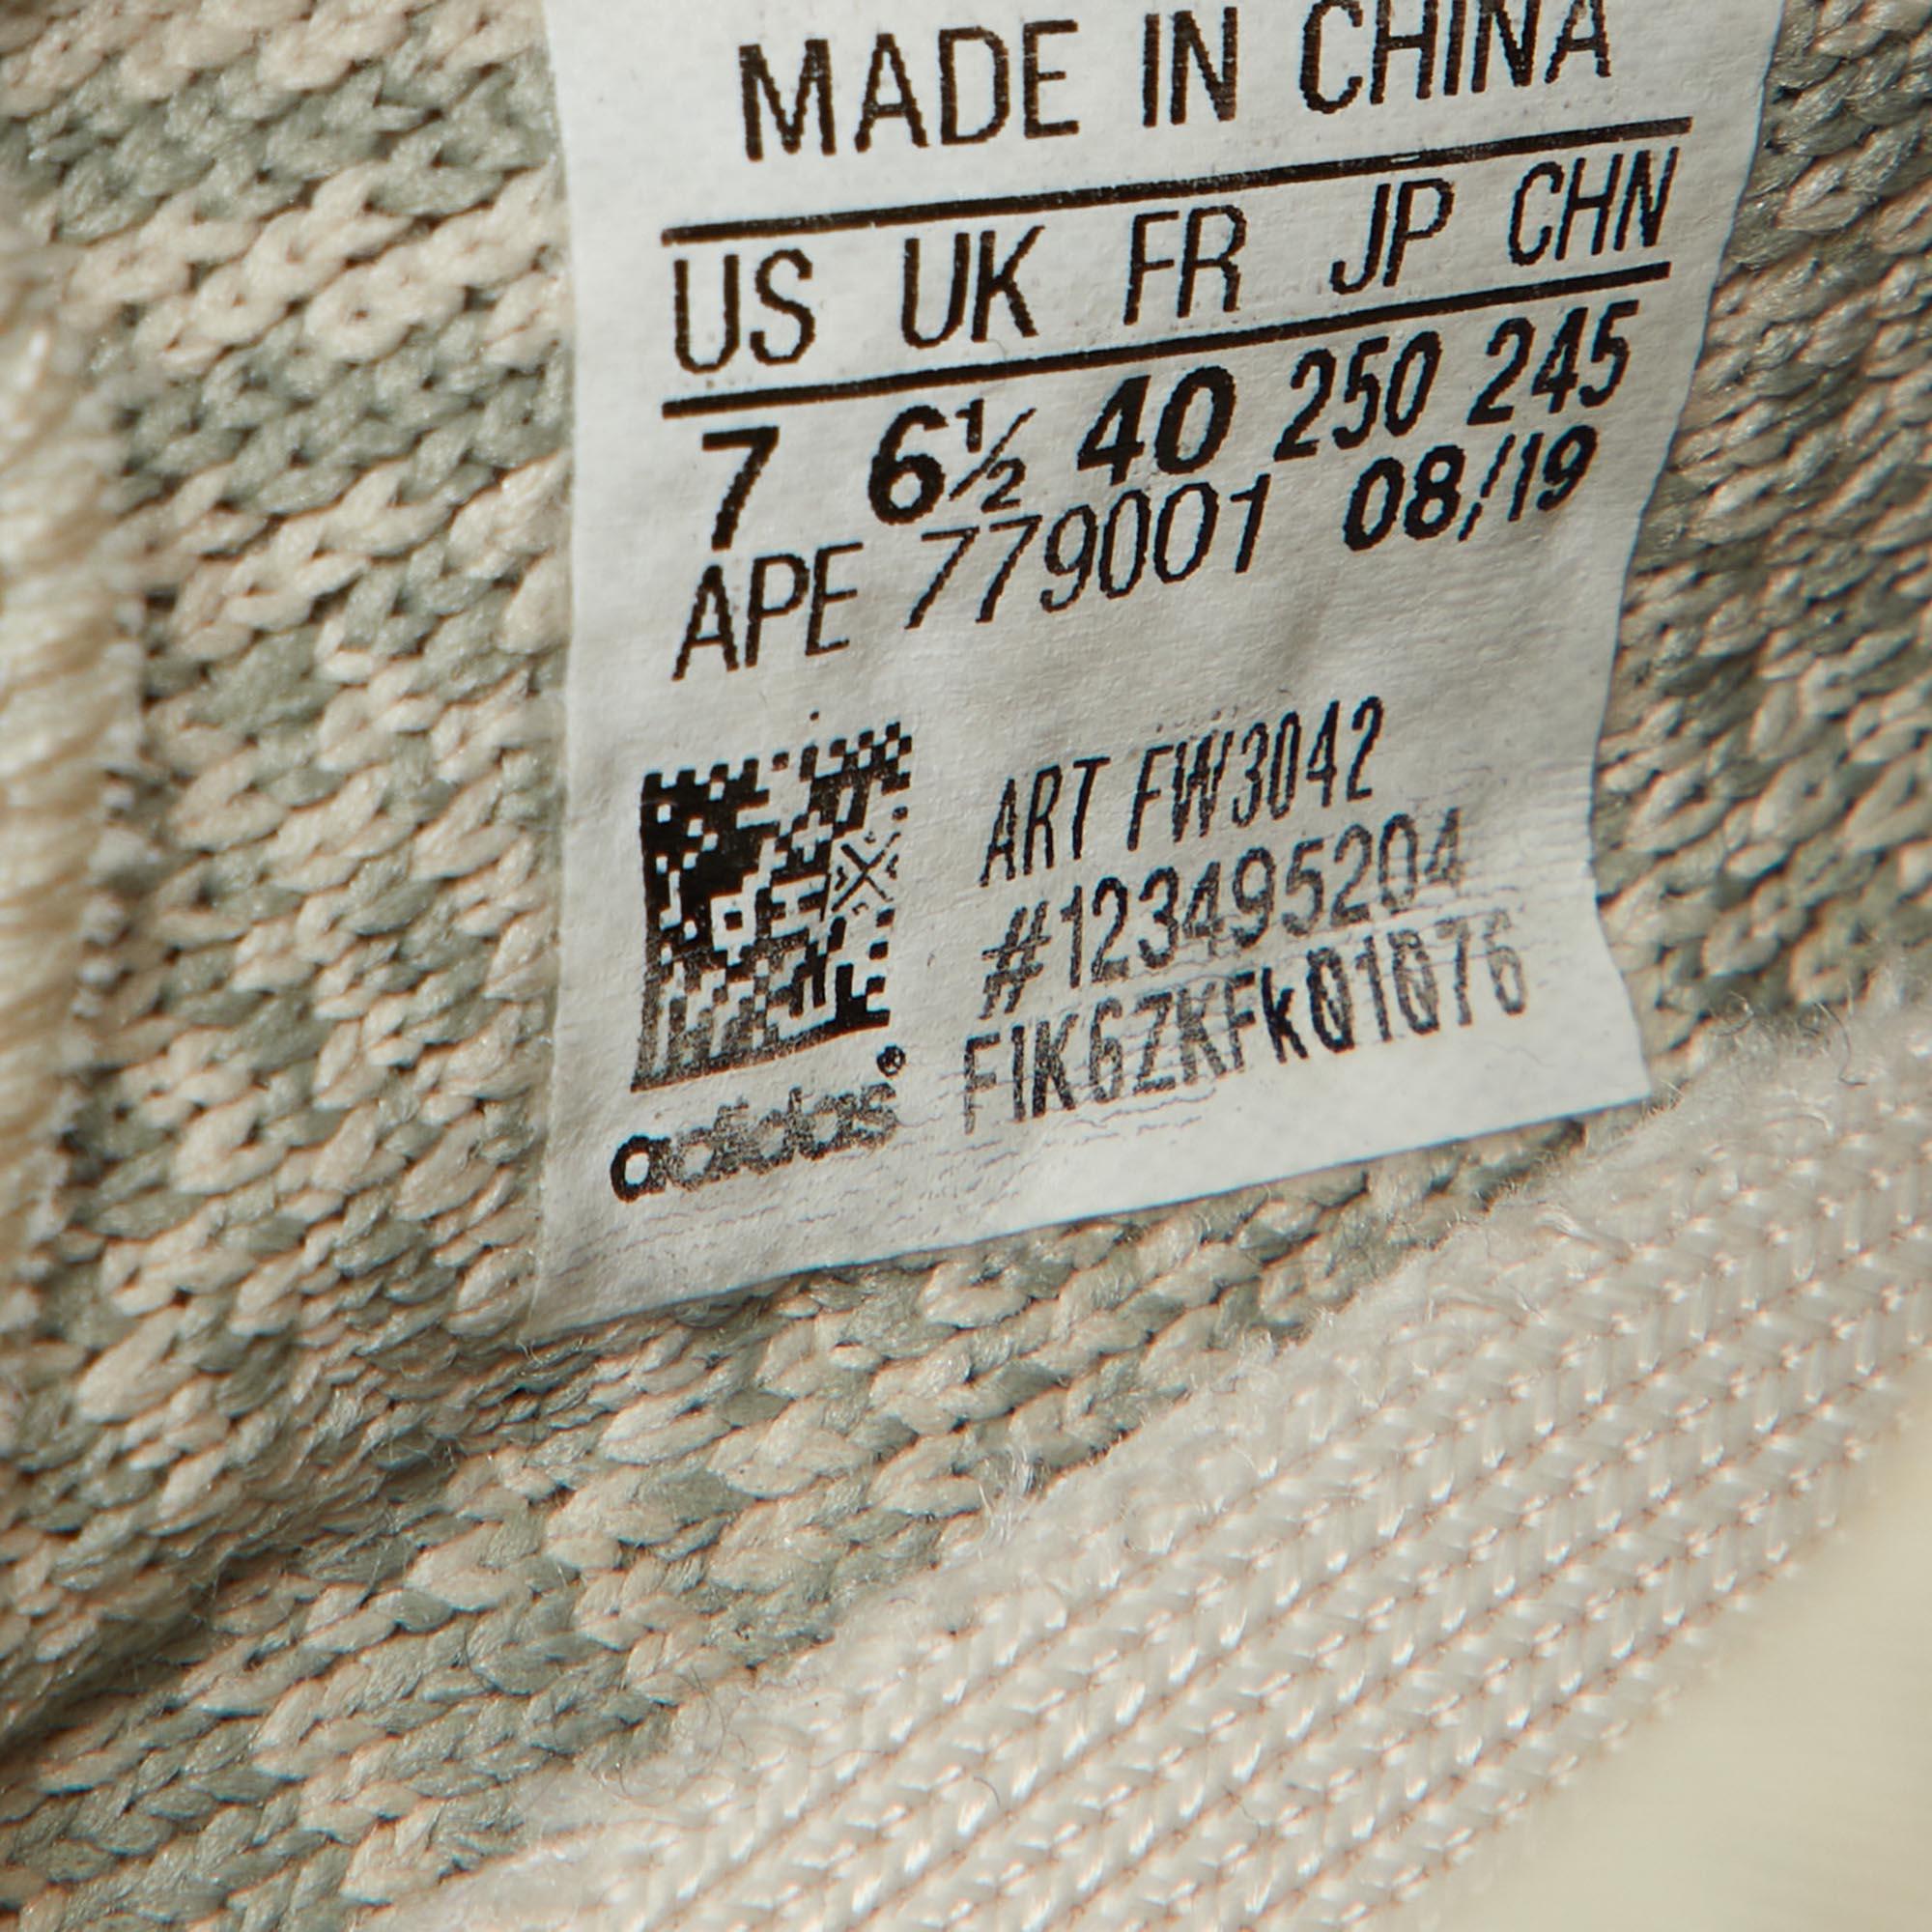 MADE IN CHINA
US UK FR JP CHN
7 6½ 40 250 245
APE 779001 08/19
ART FW3042
#123495204
F1K6ZKFk01076
adidas®